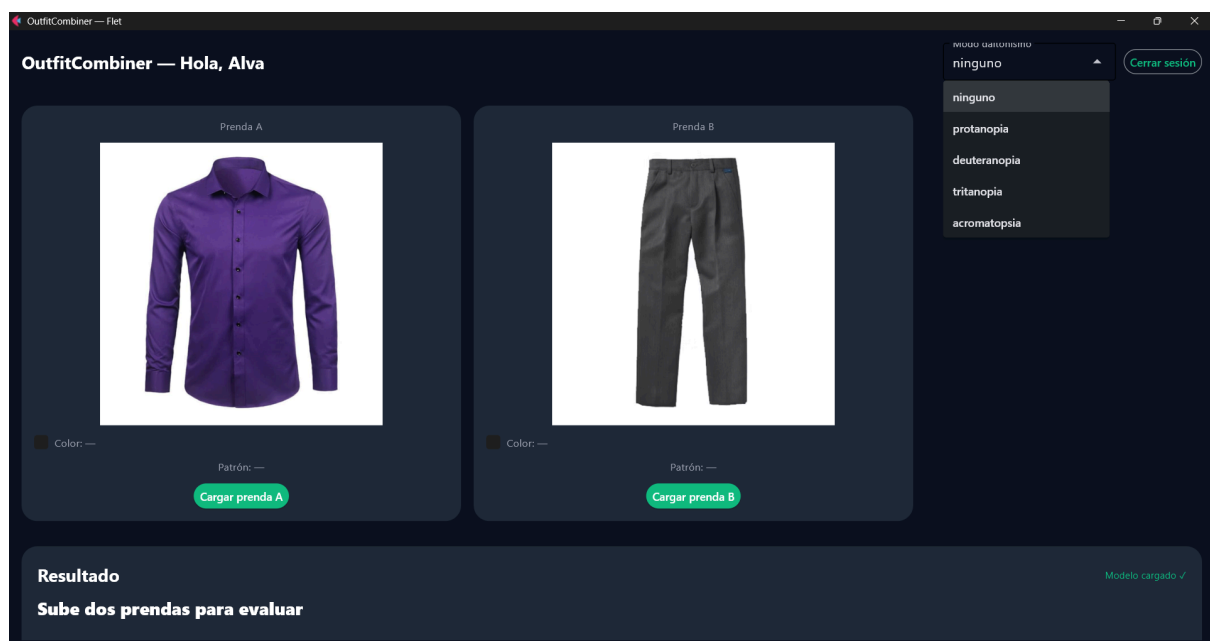 OutfitCombiner — Flet
OutfitCombiner — Hola, Alva
Modo daltonismo
ninguno
Cerrar sesión
ninguno
protanopia
deuteranopia
tritanopia
acromatopsia
Prenda A
Color: —
Patrón: —
Cargar prenda A
Prenda B
Color: —
Patrón: —
Cargar prenda B
Resultado
Modelo cargado ✓
Sube dos prendas para evaluar